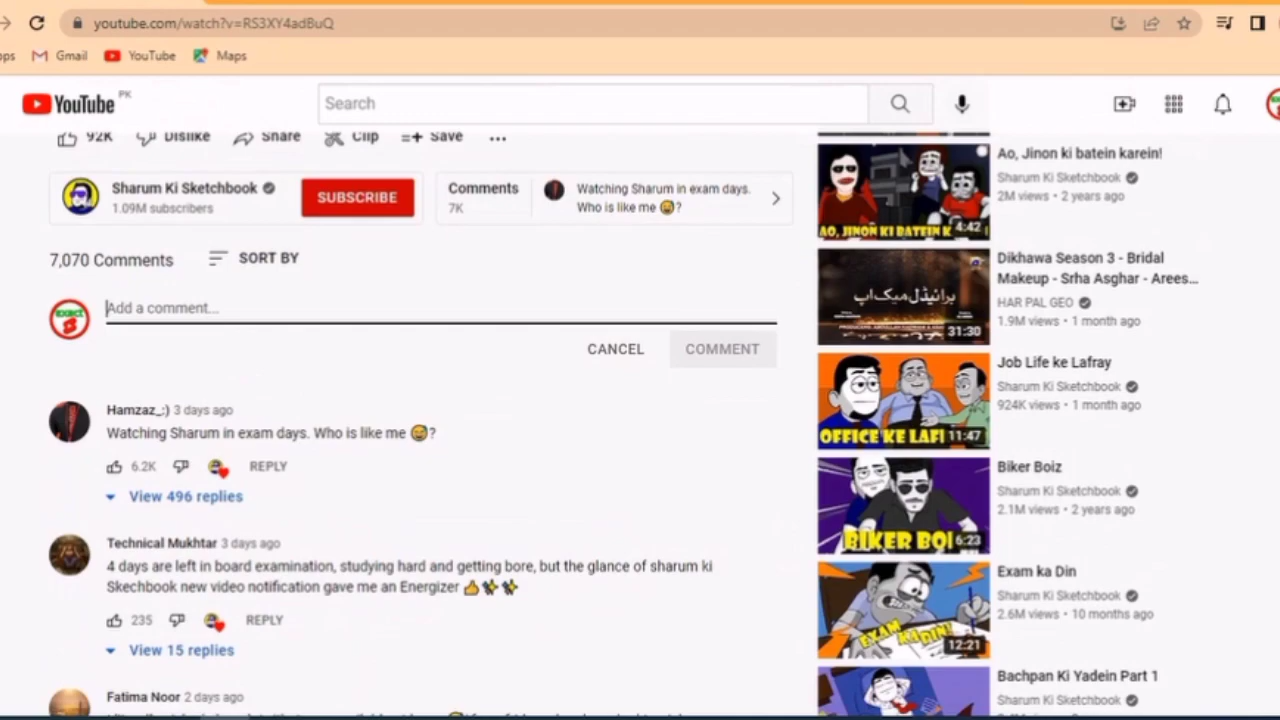 youtube.com/watch?v=RS3XY4adBuQ
Gmail
YouTube
Maps
YouTube PK
Search
92K
Dislike
Share
Clip
Save
Sharum Ki Sketchbook
1.09M subscribers
SUBSCRIBE
Comments
7K
Watching Sharum in exam days.
Who is like me 😅?
7,070 Comments
SORT BY
Add a comment...
CANCEL
COMMENT
Hamzaz_:) 3 days ago
Watching Sharum in exam days. Who is like me 😅?
6.2K
REPLY
View 496 replies
Technical Mukhtar 3 days ago
4 days are left in board examination, studying hard and getting bore, but the glance of sharum ki
Skechbook new video notification gave me an Energizer 👍✨✨
235
REPLY
View 15 replies
Fatima Noor 2 days ago
AO, JINON KI BATEIN K
4:42
Ao, Jinon ki batein karein!
Sharum Ki Sketchbook
2M views • 2 years ago
برائیڈل میک اپ
31:30
Dikhawa Season 3 - Bridal
Makeup - Srha Asghar - Arees...
HAR PAL GEO
1.9M views • 1 month ago
OFFICE KE LAFI
11:47
Job Life ke Lafray
Sharum Ki Sketchbook
924K views • 1 month ago
BIKER BOI
6:23
Biker Boiz
Sharum Ki Sketchbook
2.1M views • 2 years ago
EXAM KA DIN!
12:21
Exam ka Din
Sharum Ki Sketchbook
2.6M views • 10 months ago
Bachpan Ki Yadein Part 1
Sharum Ki Sketchbook